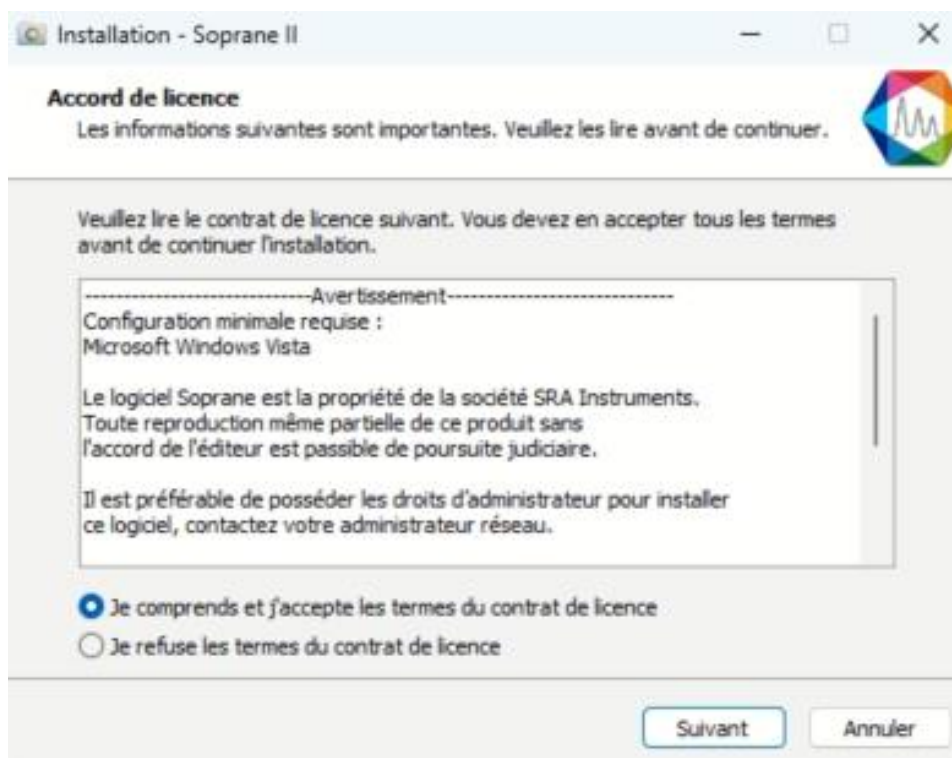 Installation - Soprane II
Accord de licence
Les informations suivantes sont importantes. Veuillez les lire avant de continuer.
Veuillez lire le contrat de licence suivant. Vous devez en accepter tous les termes
avant de continuer l'installation.
-----------------------------Avertissement-----------------------------
Configuration minimale requise :
Microsoft Windows Vista
Le logiciel Soprane est la propriété de la société SRA Instruments.
Toute reproduction même partielle de ce produit sans
l'accord de l'éditeur est passible de poursuite judiciaire.
Il est préférable de posséder les droits d'administrateur pour installer
ce logiciel, contactez votre administrateur réseau.
Je comprends et j'accepte les termes du contrat de licence
Je refuse les termes du contrat de licence
Suivant
Annuler